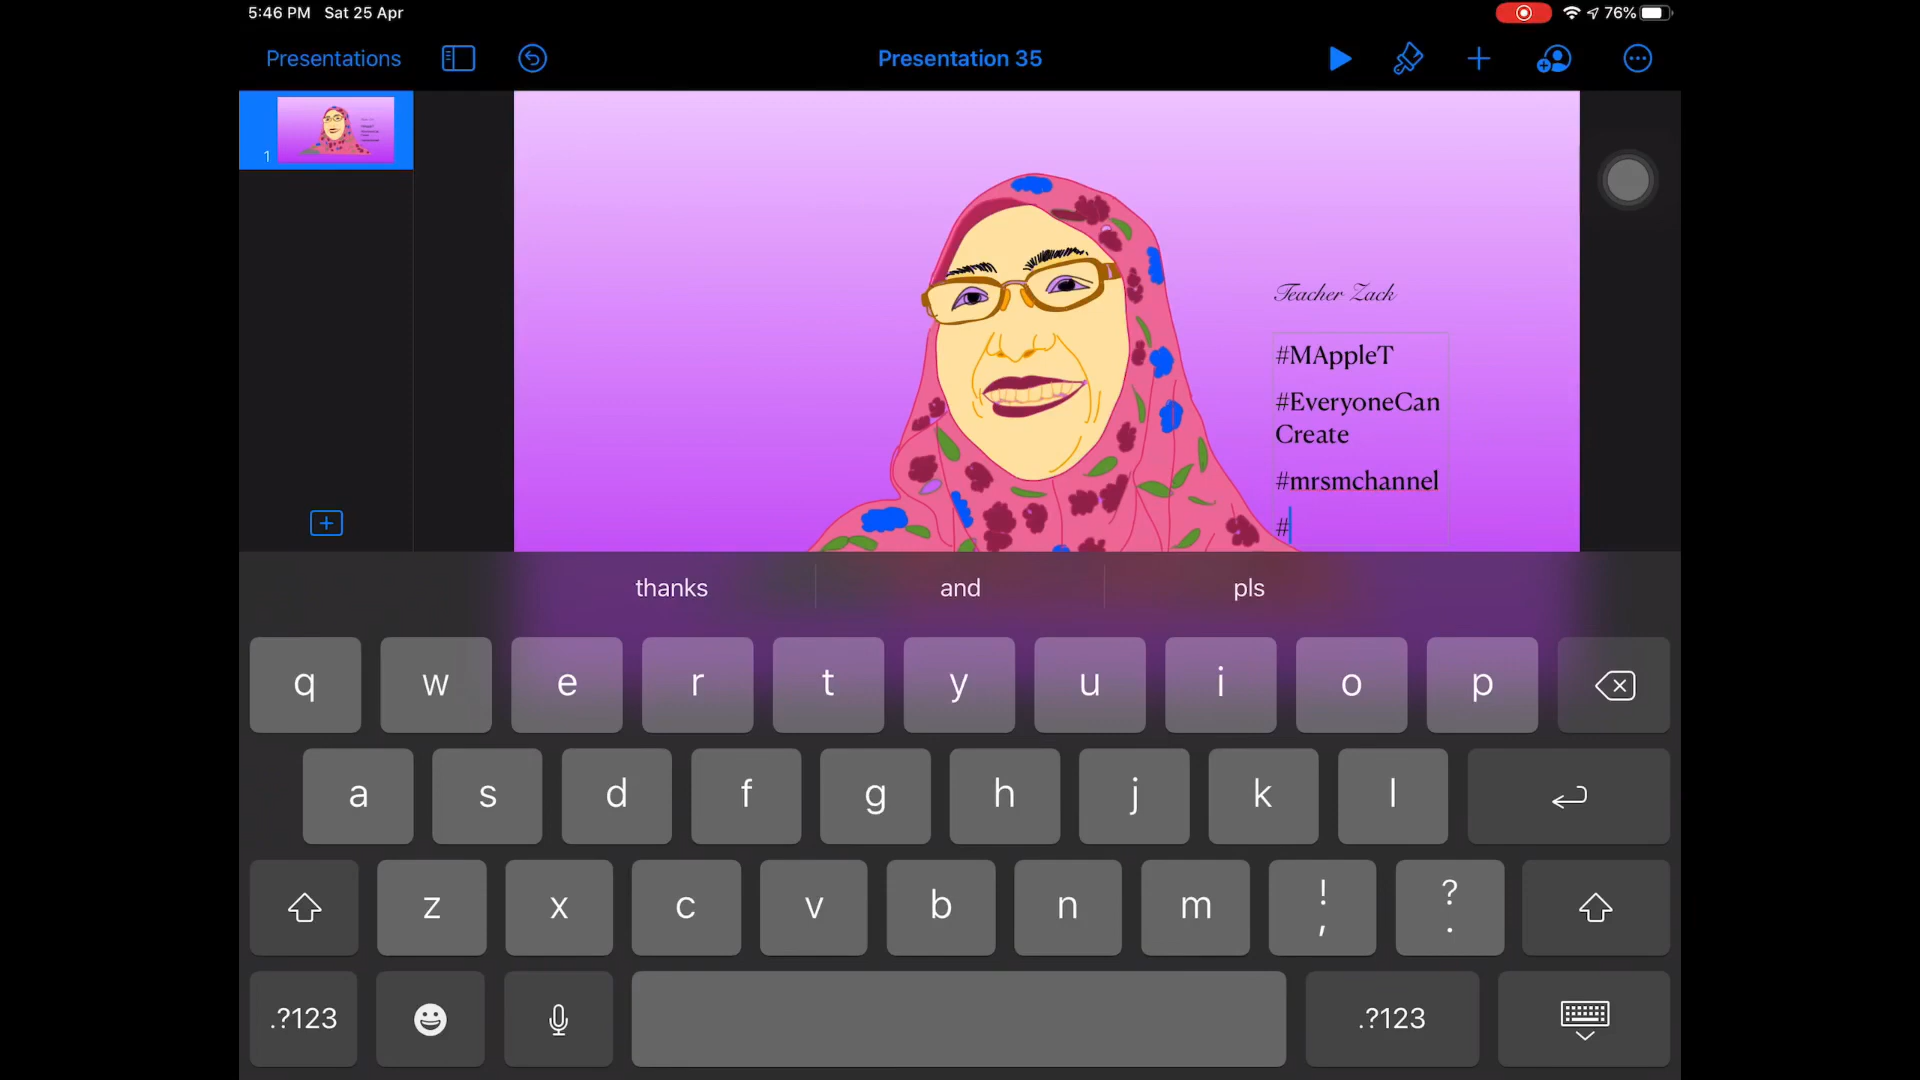 5:46 PM Sat 25 Apr 76%
Presentations Presentation 35
1
Teacher Zack
#MAppleT
#EveryoneCan
Create
#mrsmchannel
#
thanks and pls
q w e r t y u i o p
a s d f g h j k l
z x c v b n m ! , ? .
.?123 .?123